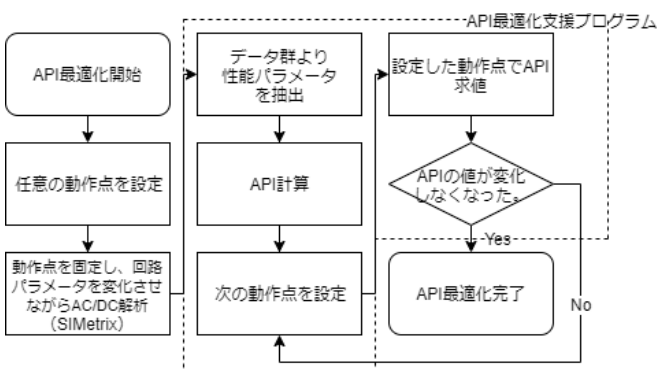 API最適化支援プログラム
API最適化開始
任意の動作点を設定
動作点を固定し、回路
パラメータを変化させ
ながらAC/DC解析
（SIMetrix）
データ群より
性能パラメータ
を抽出
API計算
次の動作点を設定
設定した動作点でAPI
求値
APIの値が変化
しなくなった。
Yes
No
API最適化完了